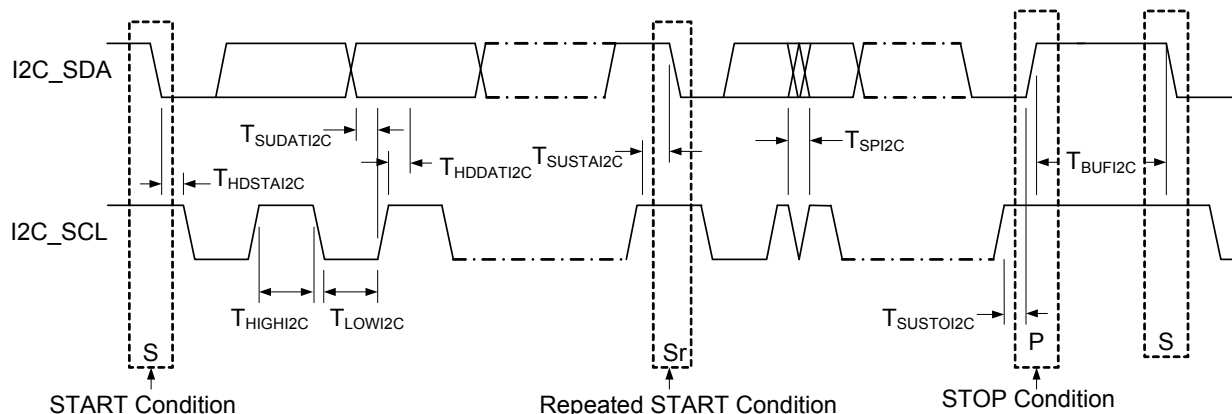 I2C_SDA
T_SUDATI2C
T_HDSTAI2C
T_HDDATI2C
T_SUSTAI2C
T_SPI2C
T_BUFI2C
I2C_SCL
T_HIGHI2C
T_LOWI2C
T_SUSTOI2C
S
Sr
P
S
START Condition
Repeated START Condition
STOP Condition